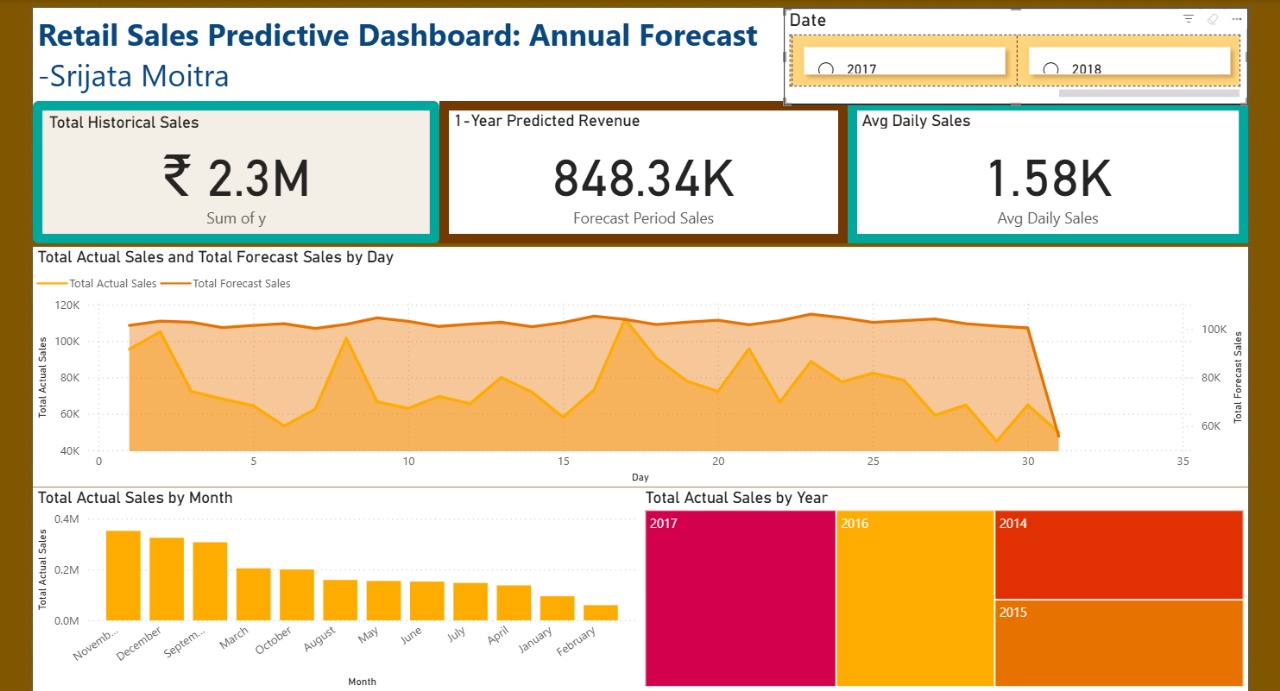 Retail Sales Predictive Dashboard: Annual Forecast
-Srijata Moitra
Date
2017
2018
Total Historical Sales
₹ 2.3M
Sum of y
1-Year Predicted Revenue
848.34K
Forecast Period Sales
Avg Daily Sales
1.58K
Avg Daily Sales
Total Actual Sales and Total Forecast Sales by Day
Total Actual Sales
Total Forecast Sales
120K
100K
80K
60K
40K
Total Actual Sales
100K
80K
60K
Total Forecast Sales
0
5
10
15
20
25
30
35
Day
Total Actual Sales by Month
0.4M
0.2M
0.0M
Total Actual Sales
Novemb...
December
Septem...
March
October
August
May
June
July
April
January
February
Month
Total Actual Sales by Year
2017
2016
2014
2015